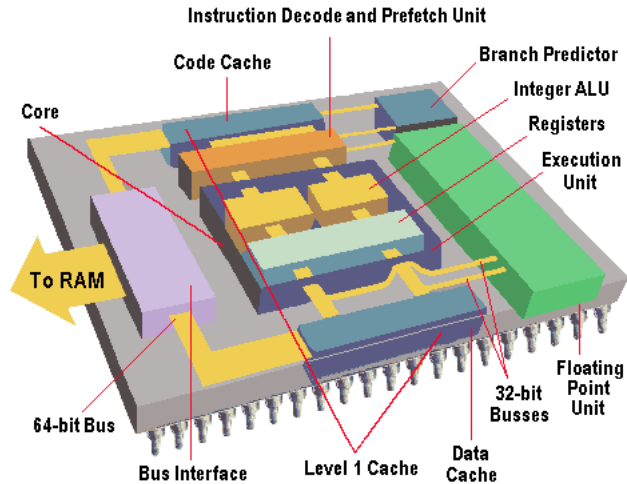 Instruction Decode and Prefetch Unit
Code Cache
Branch Predictor
Core
Integer ALU
Registers
Execution
Unit
To RAM
64-bit Bus
Bus Interface
Level 1 Cache
Data
Cache
32-bit
Busses
Floating
Point
Unit